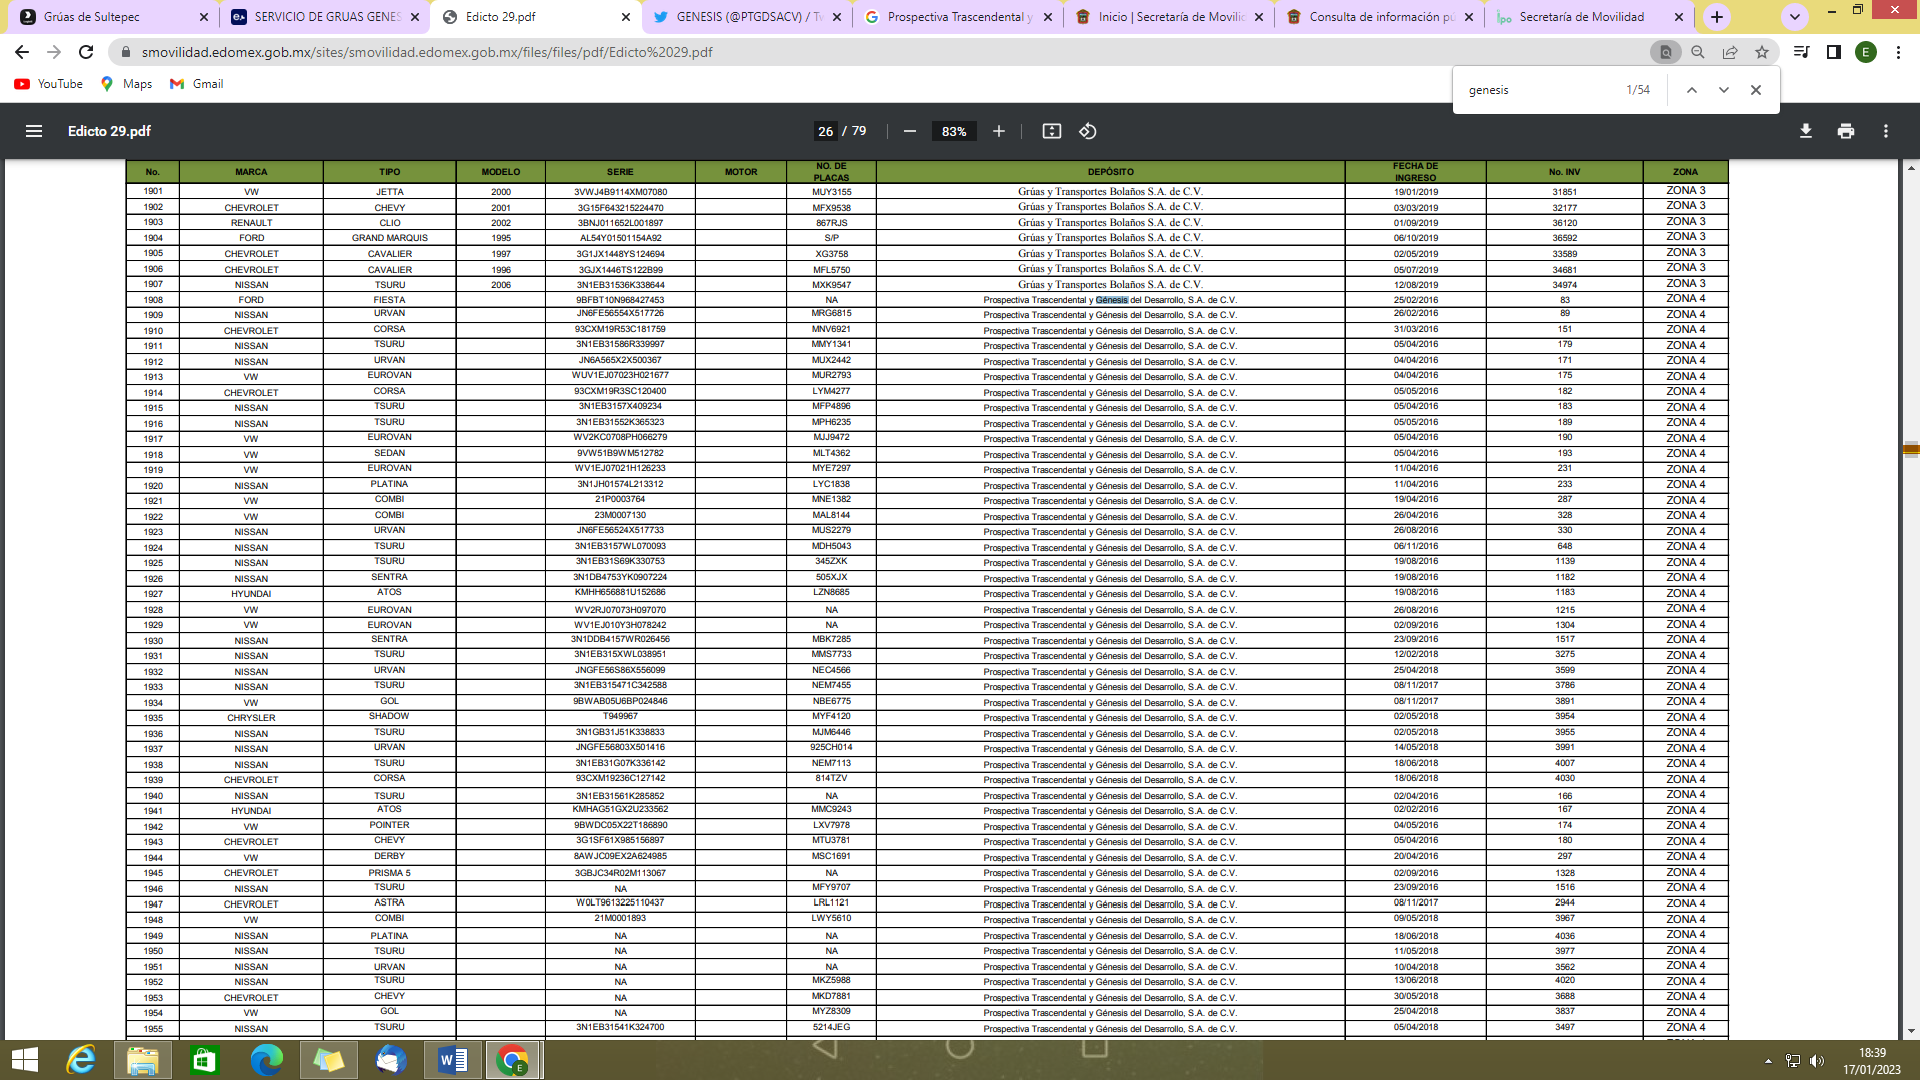 Grúas de Sultepec
SERVICIO DE GRUAS GENES
Edicto 29.pdf
GENESIS (@PTGDSACV) / Tw
Prospectiva Trascendental y
Inicio | Secretaría de Movilic
Consulta de información pú
Secretaría de Movilidad
smovilidad.edomex.gob.mx/sites/smovilidad.edomex.gob.mx/files/files/pdf/Edicto%2029.pdf
E
YouTube Maps Gmail
genesis 1/54
Edicto 29.pdf 26 / 79 83%
No. MARCA TIPO MODELO SERIE MOTOR NO. DE PLACAS DEPÓSITO FECHA DE INGRESO No. INV ZONA
1901 VW JETTA 2000 3VWJ4B9114XM07080 MUY3155 Grúas y Transportes Bolaños S.A. de C.V. 19/01/2019 31851 ZONA 3
1902 CHEVROLET CHEVY 2001 3G15F643215224470 MFX9538 Grúas y Transportes Bolaños S.A. de C.V. 03/03/2019 32177 ZONA 3
1903 RENAULT CLIO 2002 3BNJ011652L001897 867RJS Grúas y Transportes Bolaños S.A. de C.V. 01/09/2019 36120 ZONA 3
1904 FORD GRAND MARQUIS 1995 AL54Y01501154A92 S/P Grúas y Transportes Bolaños S.A. de C.V. 06/10/2019 36592 ZONA 3
1905 CHEVROLET CAVALIER 1997 3G1JX1448YS124694 XG3758 Grúas y Transportes Bolaños S.A. de C.V. 02/05/2019 33589 ZONA 3
1906 CHEVROLET CAVALIER 1996 3GJX1446TS122B99 MFL5750 Grúas y Transportes Bolaños S.A. de C.V. 05/07/2019 34681 ZONA 3
1907 NISSAN TSURU 2006 3N1EB31536K338644 MXK9547 Grúas y Transportes Bolaños S.A. de C.V. 12/08/2019 34974 ZONA 3
1908 FORD FIESTA 9BFBT10N968427453 NA Prospectiva Trascendental y Génesis del Desarrollo, S.A. de C.V. 25/02/2016 83 ZONA 4
1909 NISSAN URVAN JN6FE56554X517726 MRG6815 Prospectiva Trascendental y Génesis del Desarrollo, S.A. de C.V. 26/02/2016 89 ZONA 4
1910 CHEVROLET CORSA 93CXM19R53C181759 MNV6921 Prospectiva Trascendental y Génesis del Desarrollo, S.A. de C.V. 31/03/2016 151 ZONA 4
1911 NISSAN TSURU 3N1EB31586R339997 MMY1341 Prospectiva Trascendental y Génesis del Desarrollo, S.A. de C.V. 05/04/2016 179 ZONA 4
1912 NISSAN URVAN JN6A565X2X500367 MUX2442 Prospectiva Trascendental y Génesis del Desarrollo, S.A. de C.V. 04/04/2016 171 ZONA 4
1913 VW EUROVAN WUV1EJ07023H021677 MUR2793 Prospectiva Trascendental y Génesis del Desarrollo, S.A. de C.V. 04/04/2016 175 ZONA 4
1914 CHEVROLET CORSA 93CXM19R3SC120400 LYM4277 Prospectiva Trascendental y Génesis del Desarrollo, S.A. de C.V. 05/05/2016 182 ZONA 4
1915 NISSAN TSURU 3N1EB3157X409234 MFP4896 Prospectiva Trascendental y Génesis del Desarrollo, S.A. de C.V. 05/04/2016 183 ZONA 4
1916 NISSAN TSURU 3N1EB31552K365323 MPH6235 Prospectiva Trascendental y Génesis del Desarrollo, S.A. de C.V. 05/05/2016 189 ZONA 4
1917 VW EUROVAN WV2KC0708PH066279 MJJ9472 Prospectiva Trascendental y Génesis del Desarrollo, S.A. de C.V. 05/04/2016 190 ZONA 4
1918 VW SEDAN 9VW51B9WM512782 MLT4362 Prospectiva Trascendental y Génesis del Desarrollo, S.A. de C.V. 05/04/2016 193 ZONA 4
1919 VW EUROVAN WV1EJ07021H126233 MYE7297 Prospectiva Trascendental y Génesis del Desarrollo, S.A. de C.V. 11/04/2016 231 ZONA 4
1920 NISSAN PLATINA 3N1JH01574L213312 LYC1838 Prospectiva Trascendental y Génesis del Desarrollo, S.A. de C.V. 11/04/2016 233 ZONA 4
1921 VW COMBI 21P0003764 MNE1382 Prospectiva Trascendental y Génesis del Desarrollo, S.A. de C.V. 19/04/2016 287 ZONA 4
1922 VW COMBI 23M0007130 MAL8144 Prospectiva Trascendental y Génesis del Desarrollo, S.A. de C.V. 26/04/2016 328 ZONA 4
1923 NISSAN URVAN JN6FE56524X517733 MUS2279 Prospectiva Trascendental y Génesis del Desarrollo, S.A. de C.V. 26/08/2016 330 ZONA 4
1924 NISSAN TSURU 3N1EB3157WL070093 MDH5043 Prospectiva Trascendental y Génesis del Desarrollo, S.A. de C.V. 06/11/2016 648 ZONA 4
1925 NISSAN TSURU 3N1EB31S69K330753 345ZXK Prospectiva Trascendental y Génesis del Desarrollo, S.A. de C.V. 19/08/2016 1139 ZONA 4
1926 NISSAN SENTRA 3N1DB4753YK0907224 505XJX Prospectiva Trascendental y Génesis del Desarrollo, S.A. de C.V. 19/08/2016 1182 ZONA 4
1927 HYUNDAI ATOS KMHH656881U152686 LZN8685 Prospectiva Trascendental y Génesis del Desarrollo, S.A. de C.V. 19/08/2016 1183 ZONA 4
1928 VW EUROVAN WV2RJ07073H097070 NA Prospectiva Trascendental y Génesis del Desarrollo, S.A. de C.V. 26/08/2016 1215 ZONA 4
1929 VW EUROVAN WV1EJ010Y3H078242 NA Prospectiva Trascendental y Génesis del Desarrollo, S.A. de C.V. 02/09/2016 1304 ZONA 4
1930 NISSAN SENTRA 3N1DDB4157WR026456 MBK7285 Prospectiva Trascendental y Génesis del Desarrollo, S.A. de C.V. 23/09/2016 1517 ZONA 4
1931 NISSAN TSURU 3N1EB315XWL038951 MMS7733 Prospectiva Trascendental y Génesis del Desarrollo, S.A. de C.V. 12/02/2018 3275 ZONA 4
1932 NISSAN URVAN JNGFE56S86X556099 NEC4566 Prospectiva Trascendental y Génesis del Desarrollo, S.A. de C.V. 25/04/2018 3599 ZONA 4
1933 NISSAN TSURU 3N1EB315471C342588 NEM7455 Prospectiva Trascendental y Génesis del Desarrollo, S.A. de C.V. 08/11/2017 3786 ZONA 4
1934 VW GOL 9BWAB05U6BP024846 NBE6775 Prospectiva Trascendental y Génesis del Desarrollo, S.A. de C.V. 08/11/2017 3891 ZONA 4
1935 CHRYSLER SHADOW T949967 MYF4120 Prospectiva Trascendental y Génesis del Desarrollo, S.A. de C.V. 02/05/2018 3954 ZONA 4
1936 NISSAN TSURU 3N1GB31J51K338833 MJM6446 Prospectiva Trascendental y Génesis del Desarrollo, S.A. de C.V. 02/05/2018 3955 ZONA 4
1937 NISSAN URVAN JNGFE56803X501416 925CH014 Prospectiva Trascendental y Génesis del Desarrollo, S.A. de C.V. 14/05/2018 3991 ZONA 4
1938 NISSAN TSURU 3N1EB31G07K336142 NEM7113 Prospectiva Trascendental y Génesis del Desarrollo, S.A. de C.V. 18/06/2018 4007 ZONA 4
1939 CHEVROLET CORSA 93CXM19236C127142 814TZV Prospectiva Trascendental y Génesis del Desarrollo, S.A. de C.V. 18/06/2018 4030 ZONA 4
1940 NISSAN TSURU 3N1EB31561K285852 NA Prospectiva Trascendental y Génesis del Desarrollo, S.A. de C.V. 02/04/2016 166 ZONA 4
1941 HYUNDAI ATOS KMHAG51GX2U233562 MMC9243 Prospectiva Trascendental y Génesis del Desarrollo, S.A. de C.V. 02/02/2016 167 ZONA 4
1942 VW POINTER 9BWDC05X22T186890 LXV7978 Prospectiva Trascendental y Génesis del Desarrollo, S.A. de C.V. 04/05/2016 174 ZONA 4
1943 CHEVROLET CHEVY 3G1SF61X985156897 MTU3781 Prospectiva Trascendental y Génesis del Desarrollo, S.A. de C.V. 05/04/2016 180 ZONA 4
1944 VW DERBY 8AWJC09EX2A624985 MSC1691 Prospectiva Trascendental y Génesis del Desarrollo, S.A. de C.V. 20/04/2016 297 ZONA 4
1945 CHEVROLET PRISMA 5 3GBJC34R02M113067 NA Prospectiva Trascendental y Génesis del Desarrollo, S.A. de C.V. 02/09/2016 1328 ZONA 4
1946 NISSAN TSURU NA MFY9707 Prospectiva Trascendental y Génesis del Desarrollo, S.A. de C.V. 23/09/2016 1516 ZONA 4
1947 CHEVROLET ASTRA W0LT9613225110437 LRL1121 Prospectiva Trascendental y Génesis del Desarrollo, S.A. de C.V. 08/11/2017 2944 ZONA 4
1948 VW COMBI 21M0001893 LWY5610 Prospectiva Trascendental y Génesis del Desarrollo, S.A. de C.V. 09/05/2018 3967 ZONA 4
1949 NISSAN PLATINA NA NA Prospectiva Trascendental y Génesis del Desarrollo, S.A. de C.V. 18/06/2018 4036 ZONA 4
1950 NISSAN TSURU NA NA Prospectiva Trascendental y Génesis del Desarrollo, S.A. de C.V. 11/05/2018 3977 ZONA 4
1951 NISSAN URVAN NA NA Prospectiva Trascendental y Génesis del Desarrollo, S.A. de C.V. 10/04/2018 3562 ZONA 4
1952 NISSAN TSURU NA MKZ5988 Prospectiva Trascendental y Génesis del Desarrollo, S.A. de C.V. 13/06/2018 4020 ZONA 4
1953 CHEVROLET CHEVY NA MKD7881 Prospectiva Trascendental y Génesis del Desarrollo, S.A. de C.V. 30/05/2018 3688 ZONA 4
1954 VW GOL NA MYZ8309 Prospectiva Trascendental y Génesis del Desarrollo, S.A. de C.V. 25/04/2018 3837 ZONA 4
1955 NISSAN TSURU 3N1EB31541K324700 5214JEG Prospectiva Trascendental y Génesis del Desarrollo, S.A. de C.V. 05/04/2018 3497 ZONA 4
18:39
17/01/2023